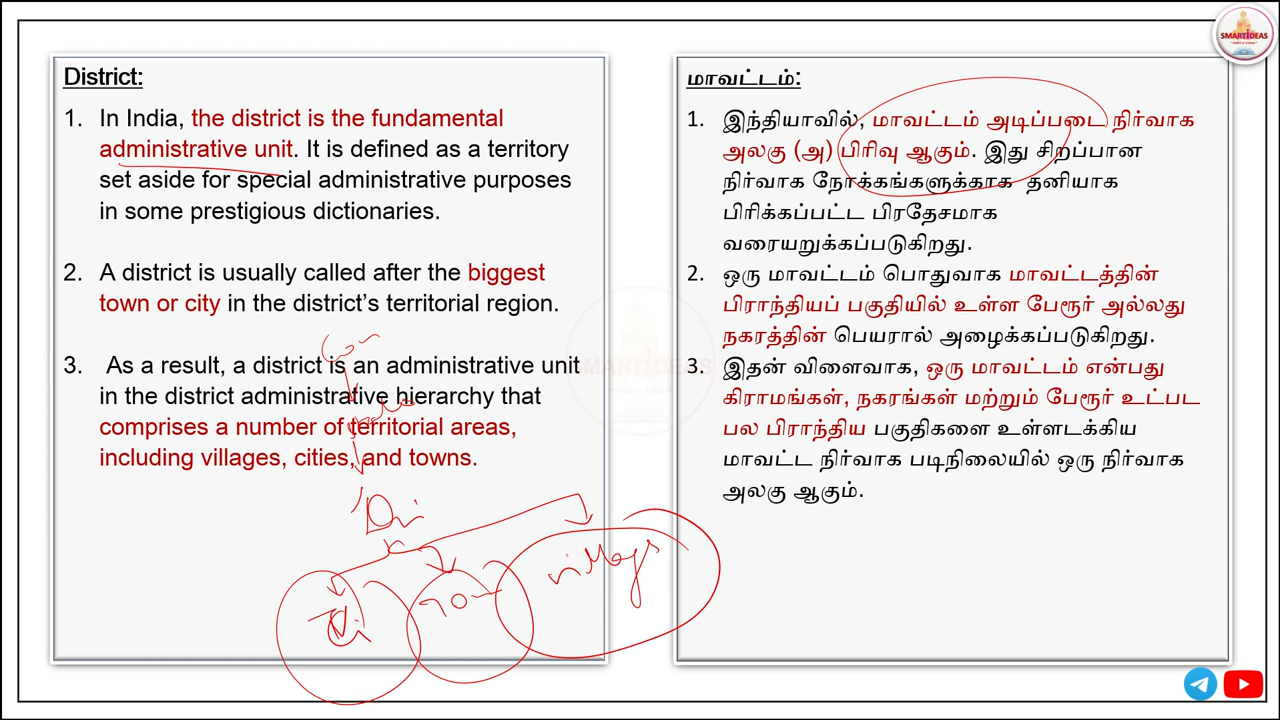 SMARTIDEAS
District:
1. In India, the district is the fundamental
administrative unit. It is defined as a territory
set aside for special administrative purposes
in some prestigious dictionaries.
2. A district is usually called after the biggest
town or city in the district's territorial region.
3. As a result, a district is an administrative unit
in the district administrative hierarchy that
comprises a number of territorial areas,
including villages, cities, and towns.
Di
villages
மாவட்டம்:
1. இந்தியாவில், மாவட்டம் அடிப்படை நிர்வாக
அலகு (அ) பிரிவு ஆகும். இது சிறப்பான
நிர்வாக நோக்கங்களுக்காக தனியாக
பிரிக்கப்பட்ட பிரதேசமாக
வரையறுக்கப்படுகிறது.
2. ஒரு மாவட்டம் பொதுவாக மாவட்டத்தின்
பிராந்தியப் பகுதியில் உள்ள பேரூர் அல்லது
நகரத்தின் பெயரால் அழைக்கப்படுகிறது.
3. இதன் விளைவாக, ஒரு மாவட்டம் என்பது
கிராமங்கள், நகரங்கள் மற்றும் பேரூர் உட்பட
பல பிராந்திய பகுதிகளை உள்ளடக்கிய
மாவட்ட நிர்வாக படிநிலையில் ஒரு நிர்வாக
அலகு ஆகும்.